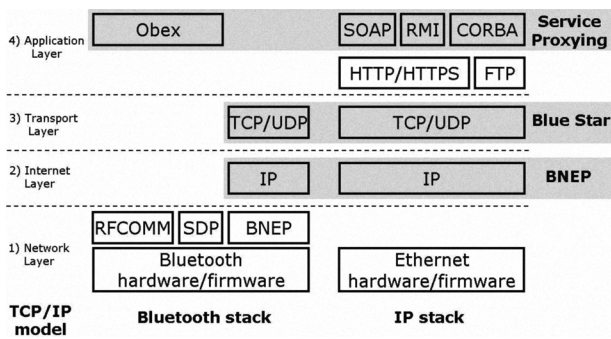 4) Application Layer
Obex
SOAP RMI CORBA
Service Proxying
HTTP/HTTPS FTP
3) Transport Layer
TCP/UDP TCP/UDP
Blue Star
2) Internet Layer
IP IP
BNEP
1) Network Layer
RFCOMM SDP BNEP
Bluetooth hardware/firmware
Ethernet hardware/firmware
TCP/IP model
Bluetooth stack
IP stack